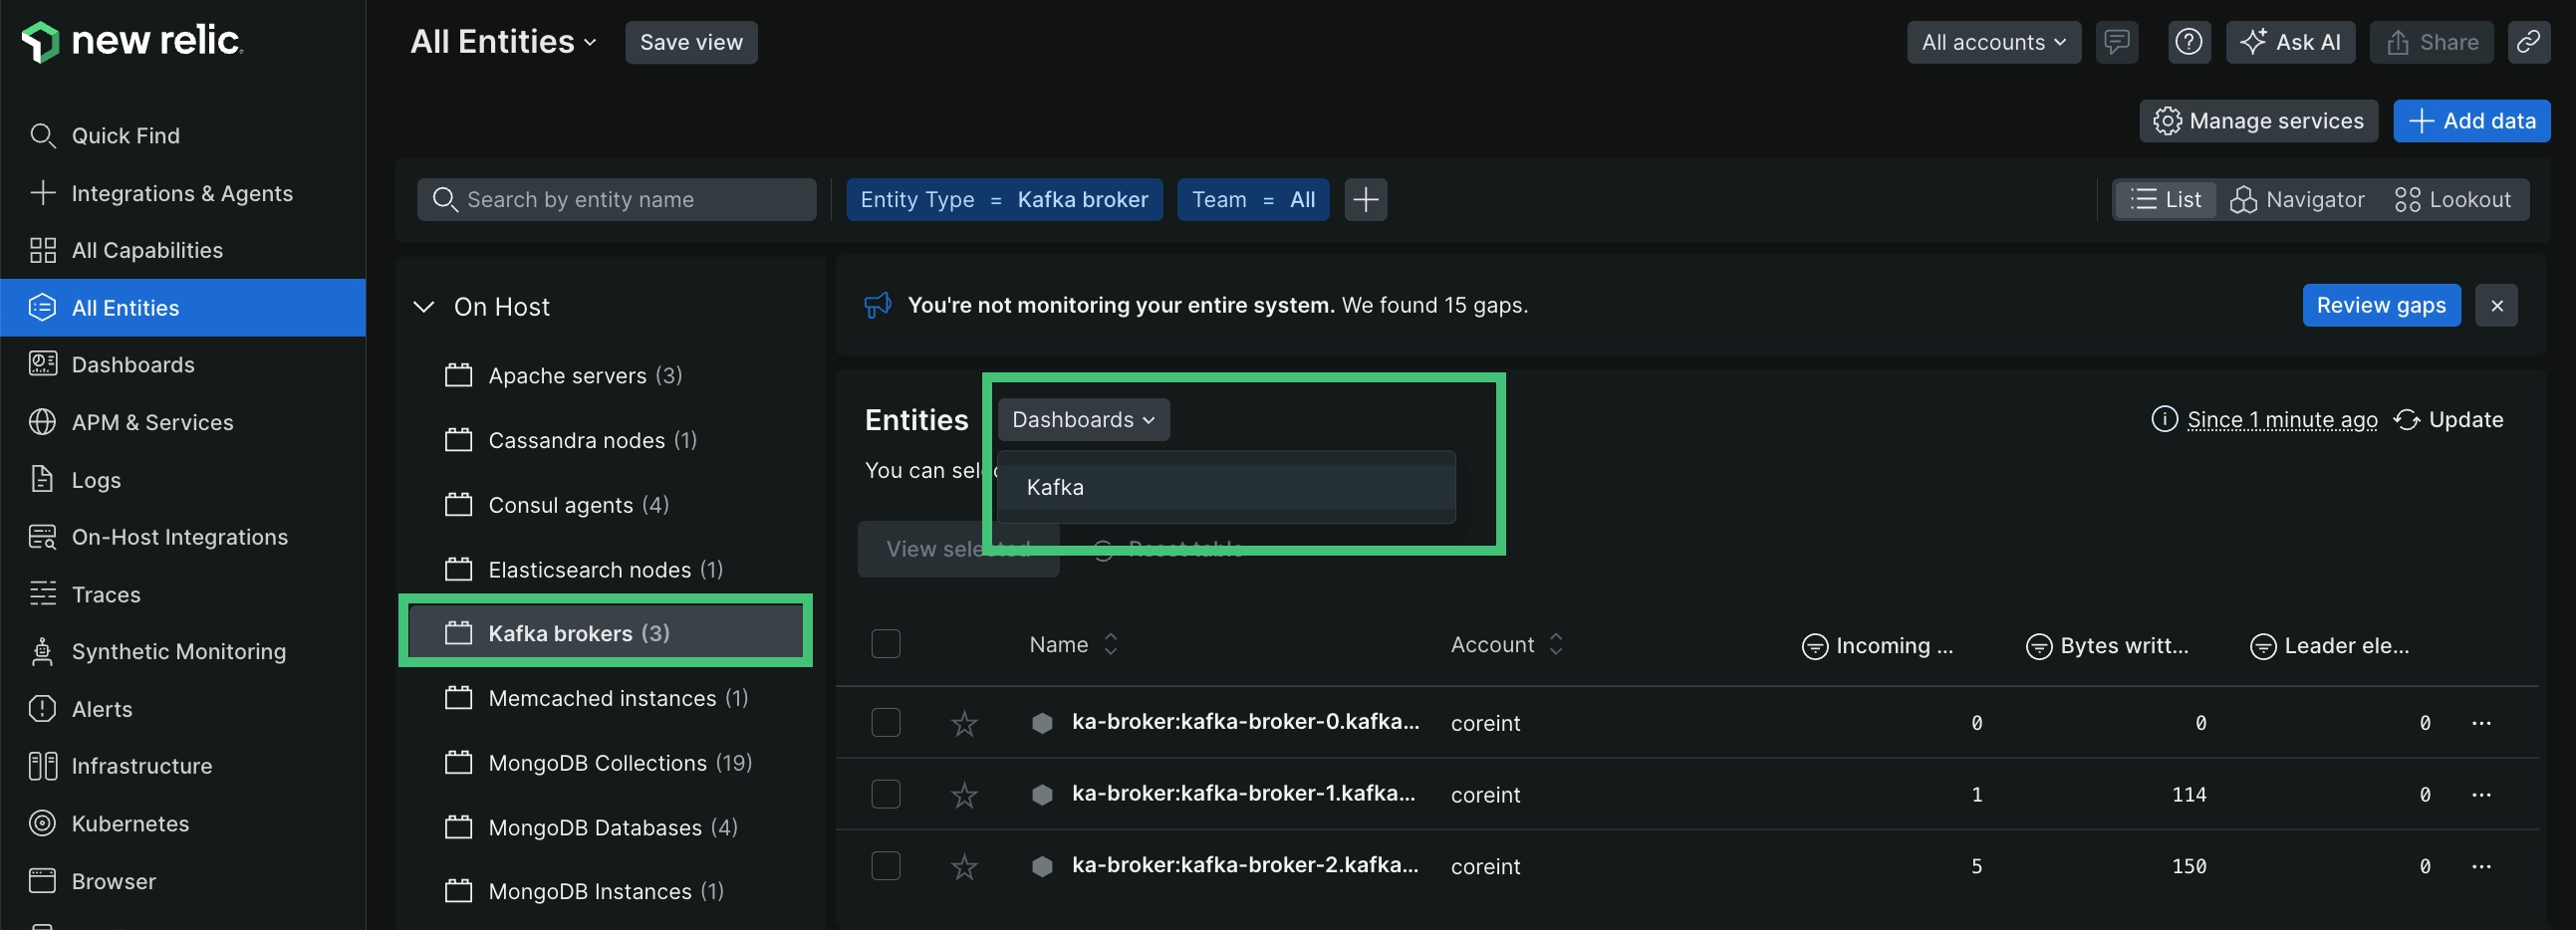 new relic
Quick Find
Integrations & Agents
All Capabilities
All Entities
Dashboards
APM & Services
Logs
On-Host Integrations
Traces
Synthetic Monitoring
Alerts
Infrastructure
Kubernetes
Browser
All Entities
Save view
All accounts
Ask AI
Share
Manage services
Add data
Search by entity name
Entity Type = Kafka broker
Team = All
List
Navigator
Lookout
On Host
Apache servers (3)
Cassandra nodes (1)
Consul agents (4)
Elasticsearch nodes (1)
Kafka brokers (3)
Memcached instances (1)
MongoDB Collections (19)
MongoDB Databases (4)
MongoDB Instances (1)
You're not monitoring your entire system. We found 15 gaps.
Review gaps
Entities
Dashboards
Since 1 minute ago
Update
You can selec
Kafka
View selected
Reset table
Name Account Incoming ... Bytes writt... Leader ele...
ka-broker:kafka-broker-0.kafka... coreint 0 0 0
ka-broker:kafka-broker-1.kafka... coreint 1 114 0
ka-broker:kafka-broker-2.kafka... coreint 5 150 0